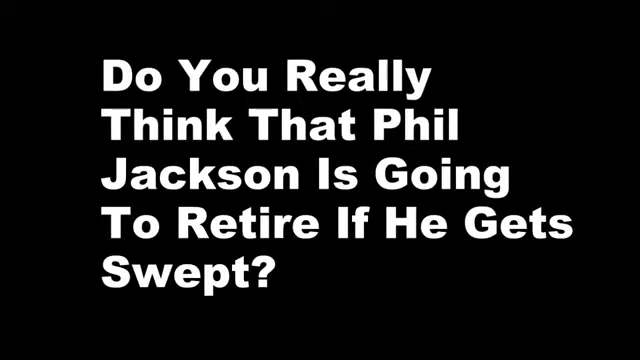 Do You Really
Think That Phil
Jackson Is Going
To Retire If He Gets
Swept?